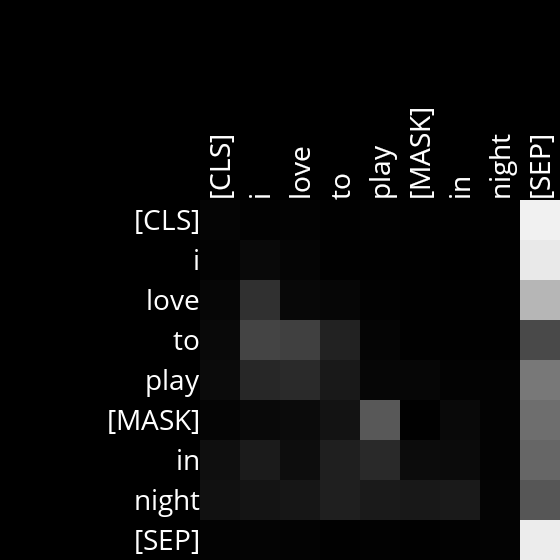 [CLS]
i
love
to
play
[MASK]
in
night
[SEP]
[CLS]
i
love
to
play
[MASK]
in
night
[SEP]